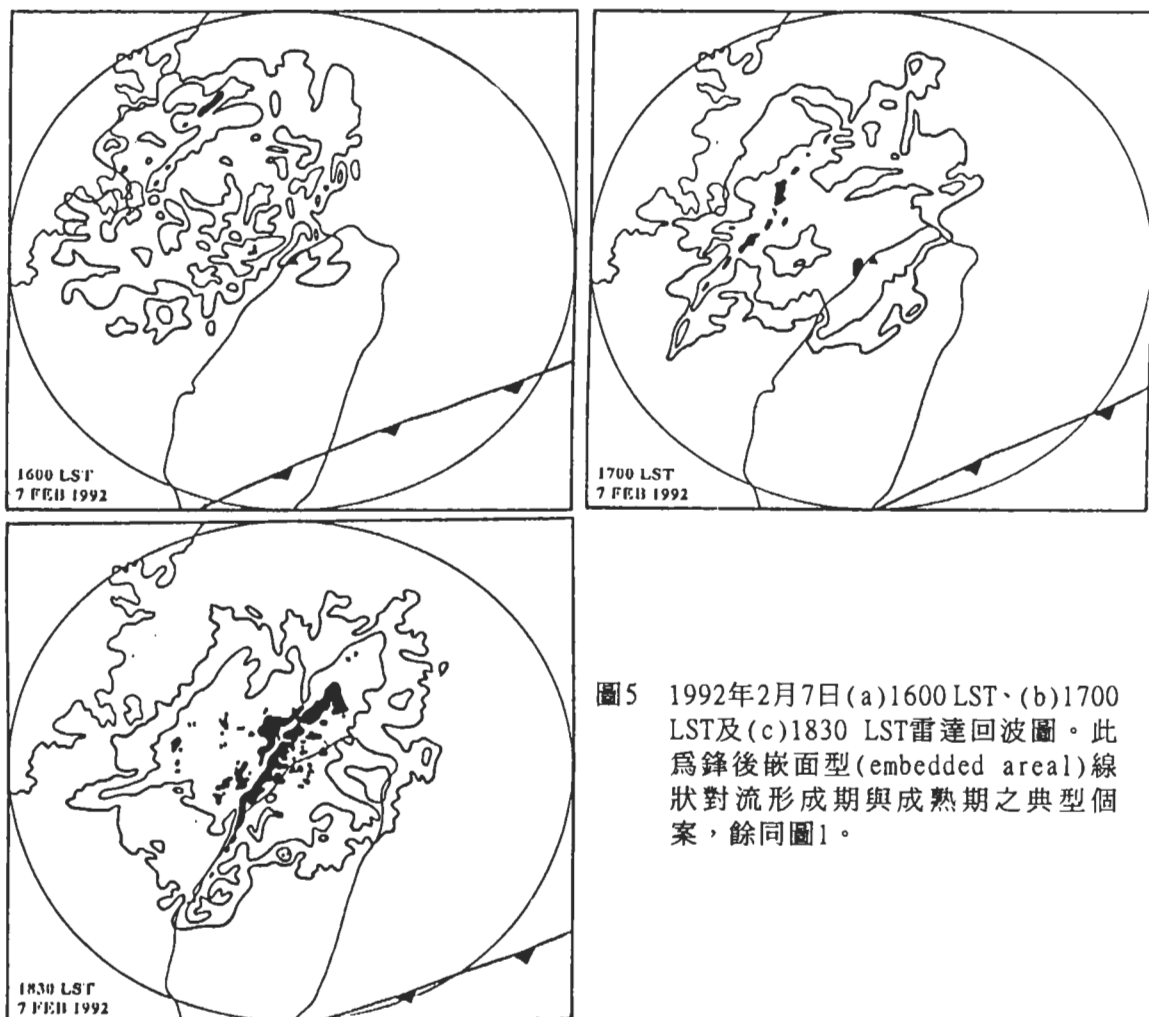 1600 LST
7 FEB 1992
1700 LST
7 FEB 1992
1830 LST
7 FEB 1992
圖5 1992年2月7日(a)1600 LST、(b)1700
LST及(c)1830 LST雷達回波圖。此
為鋒後嵌面型(embedded areal)線
狀對流形成期與成熟期之典型個
案，餘同圖1。